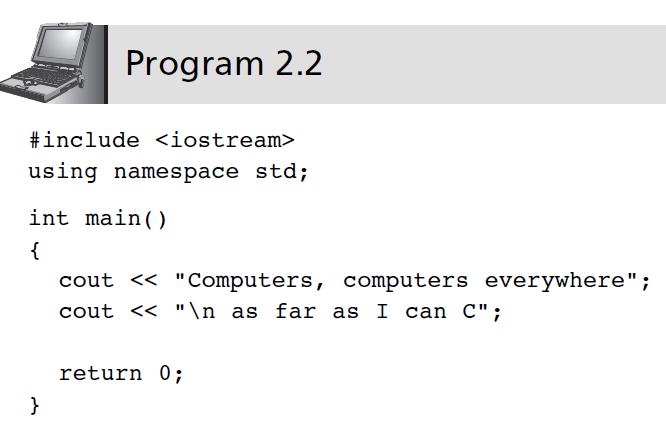 Program 2.2
#include <iostream>
using namespace std;
int main()
{
cout << "Computers, computers everywhere";
cout << "\n as far as I can C";
return 0;
}